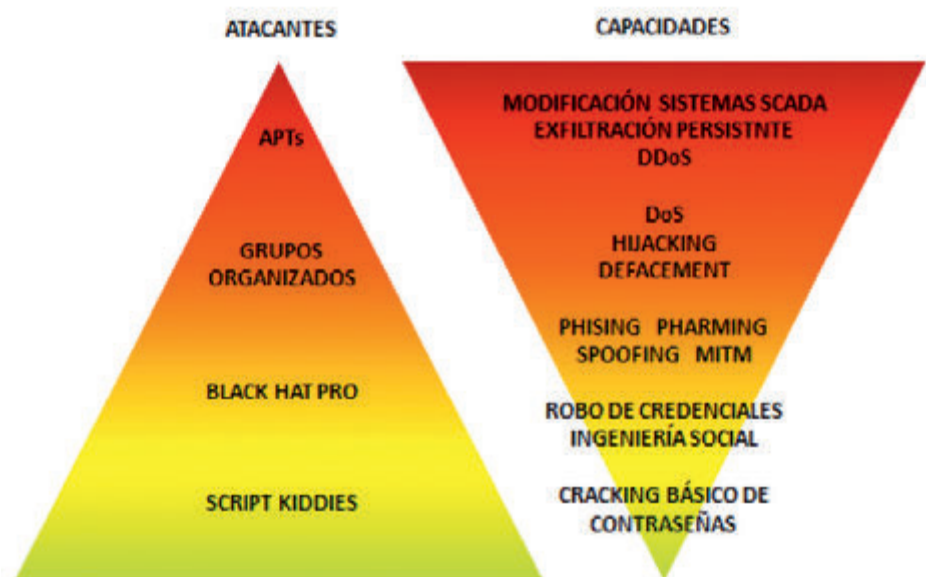 ATACANTES
APTs
GRUPOS
ORGANIZADOS
BLACK HAT PRO
SCRIPT KIDDIES
CAPACIDADES
MODIFICACIÓN SISTEMAS SCADA
EXFILTRACIÓN PERSISTNTE
DDoS
DoS
HIJACKING
DEFACEMENT
PHISING PHARMING
SPOOFING MITM
ROBO DE CREDENCIALES
INGENIERÍA SOCIAL
CRACKING BÁSICO DE
CONTRASEÑAS